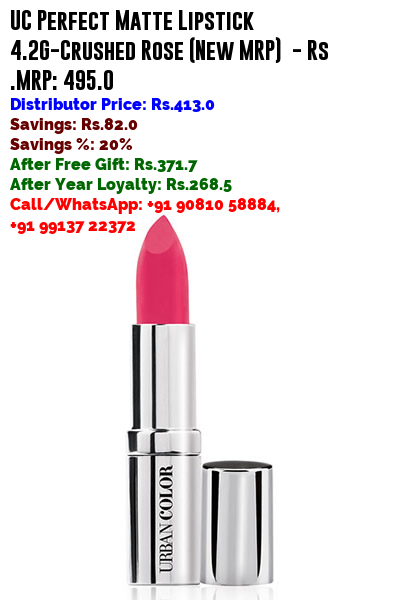 UC Perfect Matte Lipstick
4.2G-Crushed Rose (New MRP) - Rs
.MRP: 495.0
Distributor Price: Rs.413.0
Savings: Rs.82.0
Savings %: 20%
After Free Gift: Rs.371.7
After Year Loyalty: Rs.268.5
Call/WhatsApp: +91 90810 58884,
+91 99137 22372
URBAN COLOR